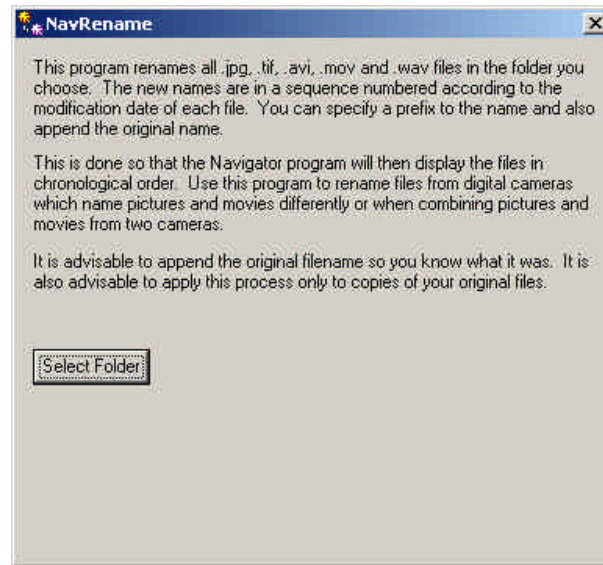 NavRename
This program renames all .jpg, .tif, .avi, .mov and .wav files in the folder you
choose. The new names are in a sequence numbered according to the
modification date of each file. You can specify a prefix to the name and also
append the original name.
This is done so that the Navigator program will then display the files in
chronological order. Use this program to rename files from digital cameras
which name pictures and movies differently or when combining pictures and
movies from two cameras.
It is advisable to append the original filename so you know what it was. It is
also advisable to apply this process only to copies of your original files.
Select Folder